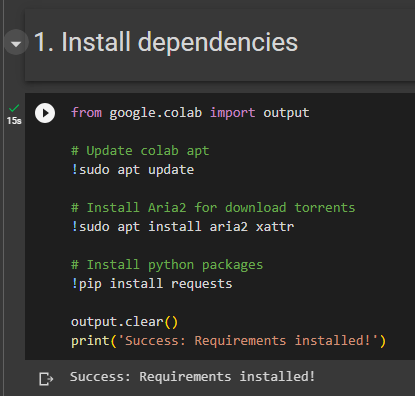 1. Install dependencies
15s
from google.colab import output
# Update colab apt
!sudo apt update
# Install Aria2 for download torrents
!sudo apt install aria2 xattr
# Install python packages
!pip install requests
output.clear()
print('Success: Requirements installed!')
Success: Requirements installed!